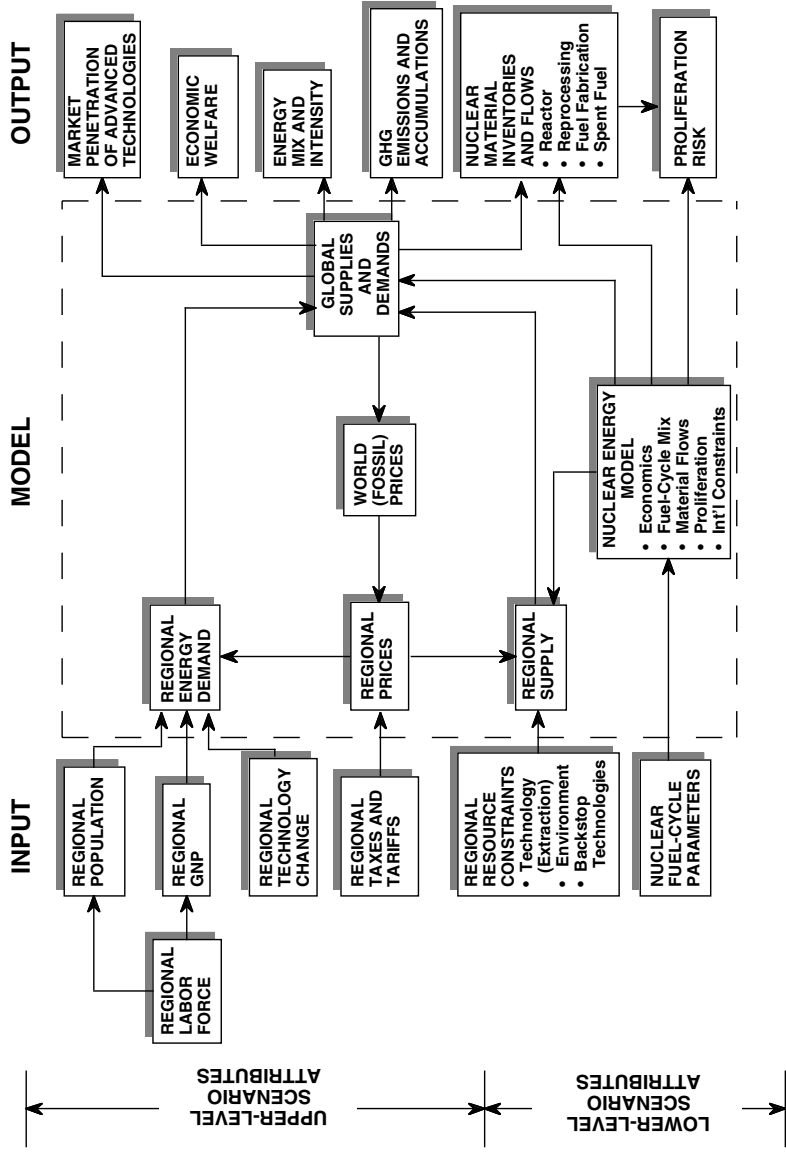 INPUT
MODEL
OUTPUT
UPPER-LEVEL
SCENARIO
ATTRIBUTES
LOWER-LEVEL
SCENARIO
ATTRIBUTES
REGIONAL
LABOR
FORCE
REGIONAL
POPULATION
REGIONAL
GNP
REGIONAL
TECHNOLOGY
CHANGE
REGIONAL
TAXES AND
TARIFFS
REGIONAL
RESOURCE
CONSTRAINTS
• Technology
(Extraction)
• Environment
• Backstop
Technologies
NUCLEAR
FUEL-CYCLE
PARAMETERS
REGIONAL
ENERGY
DEMAND
REGIONAL
PRICES
REGIONAL
SUPPLY
WORLD
(FOSSIL)
PRICES
NUCLEAR ENERGY
MODEL
• Economics
• Fuel-Cycle Mix
• Material Flows
• Proliferation
• Int'l Constraints
GLOBAL
SUPPLIES
AND
DEMANDS
MARKET
PENETRATION
OF ADVANCED
TECHNOLOGIES
ECONOMIC
WELFARE
ENERGY
MIX AND
INTENSITY
GHG
EMISSIONS AND
ACCUMULATIONS
NUCLEAR
MATERIAL
INVENTORIES
AND FLOWS
• Reactor
• Reprocessing
• Fuel Fabrication
• Spent Fuel
PROLIFERATION
RISK